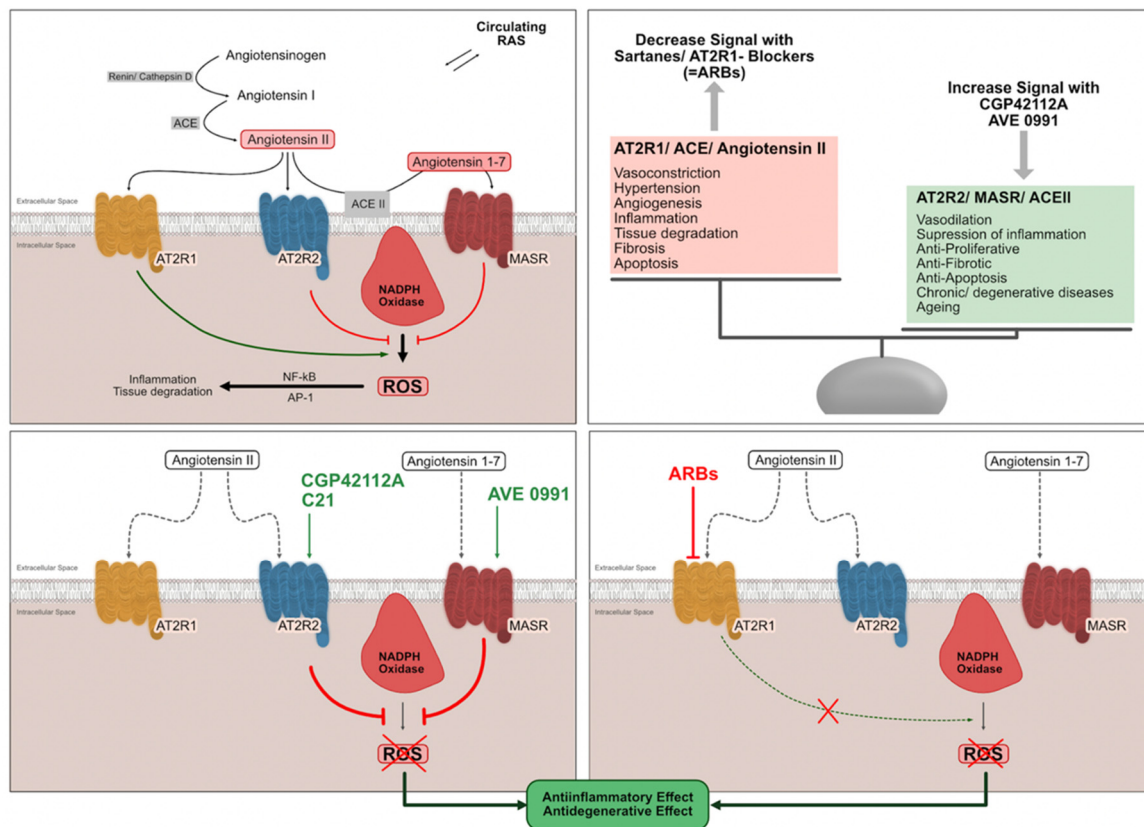 Circulating
RAS
Angiotensinogen
Renin/ Cathepsin D
Angiotensin I
ACE
Angiotensin II
Angiotensin 1-7
ACE II
Extracellular Space
Intracellular Space
AT2R1
AT2R2
MASR
NADPH
Oxidase
Inflammation
Tissue degradation
NF-kB
AP-1
ROS
Decrease Signal with
Sartanes/ AT2R1- Blockers
(=ARBs)
Increase Signal with
CGP42112A
AVE 0991
AT2R1/ ACE/ Angiotensin II
Vasoconstriction
Hypertension
Angiogenesis
Inflammation
Tissue degradation
Fibrosis
Apoptosis
AT2R2/ MASR/ ACEII
Vasodilation
Supression of inflammation
Anti-Proliferative
Anti-Fibrotic
Anti-Apoptosis
Chronic/ degenerative diseases
Ageing
Angiotensin II
Angiotensin 1-7
CGP42112A
C21
AVE 0991
Extracellular Space
Intracellular Space
AT2R1
AT2R2
MASR
NADPH
Oxidase
ROS
ARBs
Angiotensin II
Angiotensin 1-7
Extracellular Space
Intracellular Space
AT2R1
AT2R2
MASR
NADPH
Oxidase
ROS
Antiinflammatory Effect
Antidegenerative Effect